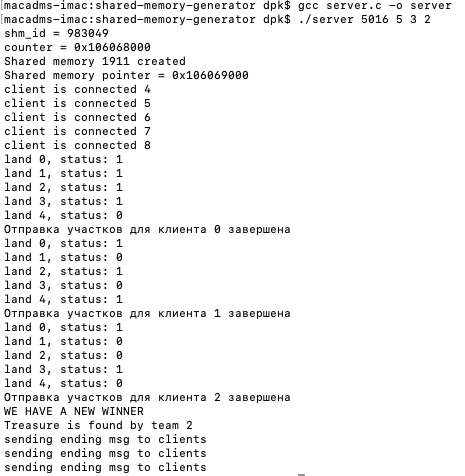 [macadms-imac:shared-memory-generator dpk$ gcc server.c -o server
[macadms-imac:shared-memory-generator dpk$ ./server 5016 5 3 2
shm_id = 983049
counter = 0x106068000
Shared memory 1911 created
Shared memory pointer = 0x106069000
client is connected 4
client is connected 5
client is connected 6
client is connected 7
client is connected 8
land 0, status: 1
land 1, status: 1
land 2, status: 1
land 3, status: 1
land 4, status: 0
Отправка участков для клиента 0 завершена
land 0, status: 1
land 1, status: 0
land 2, status: 1
land 3, status: 0
land 4, status: 1
Отправка участков для клиента 1 завершена
land 0, status: 1
land 1, status: 0
land 2, status: 0
land 3, status: 1
land 4, status: 0
Отправка участков для клиента 2 завершена
WE HAVE A NEW WINNER
Treasure is found by team 2
sending ending msg to clients
sending ending msg to clients
sending ending msg to clients